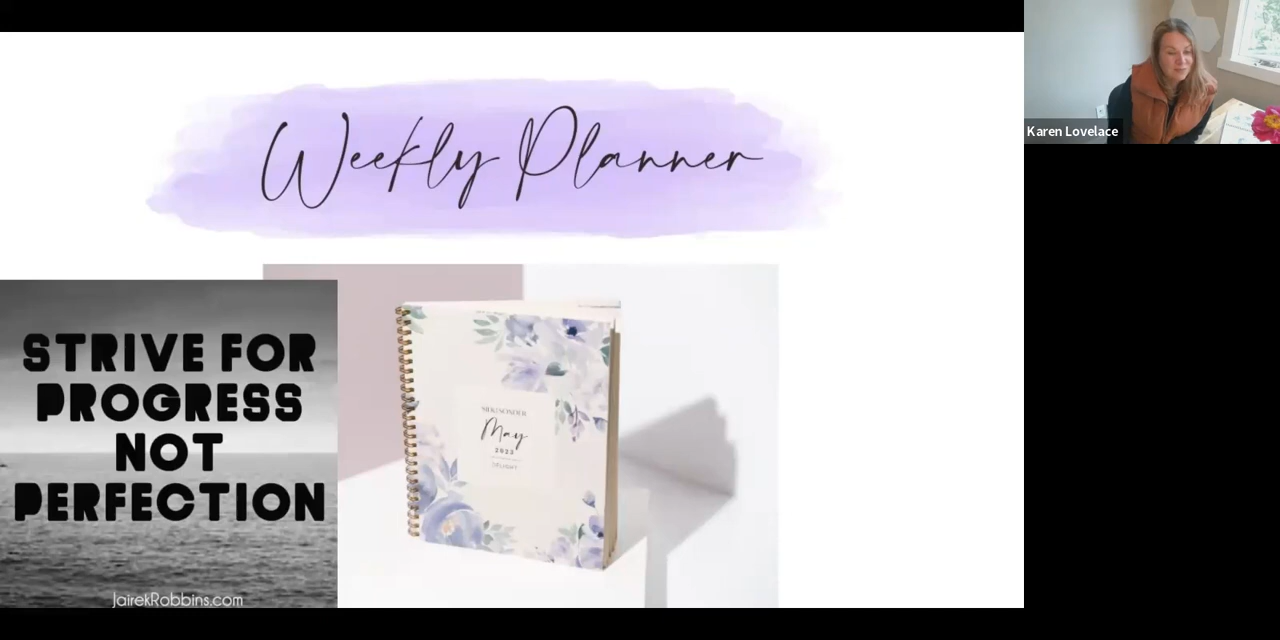 Weekly Planner
Karen Lovelace
STRIVE FOR
PROGRESS
NOT
PERFECTION
JairekRobbins.com
May
2023